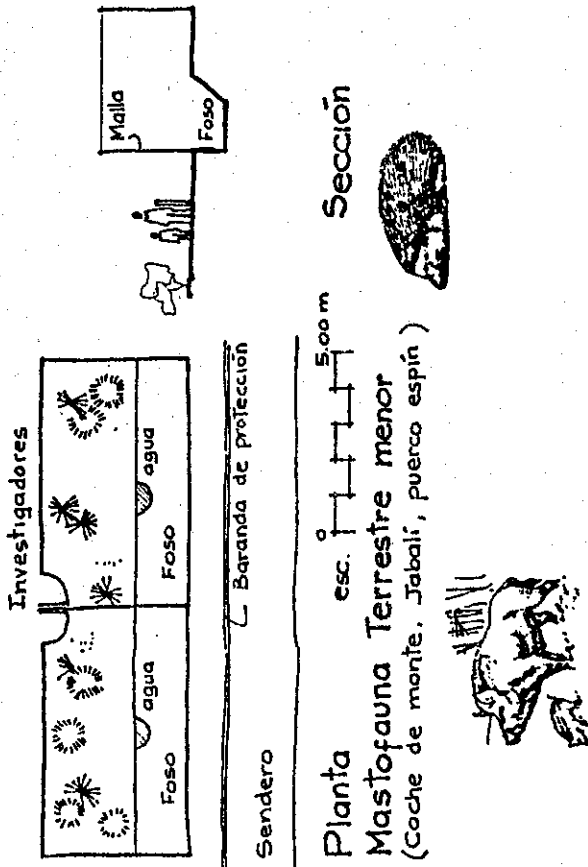 Investigadores
agua
agua
Foso
Foso
Baranda de protección
Sendero
Malla
Foso
esc. 0 5.00 m
Planta
Sección
Mastofauna Terrestre menor
(Coche de monte, Jabalí, puerco espín)